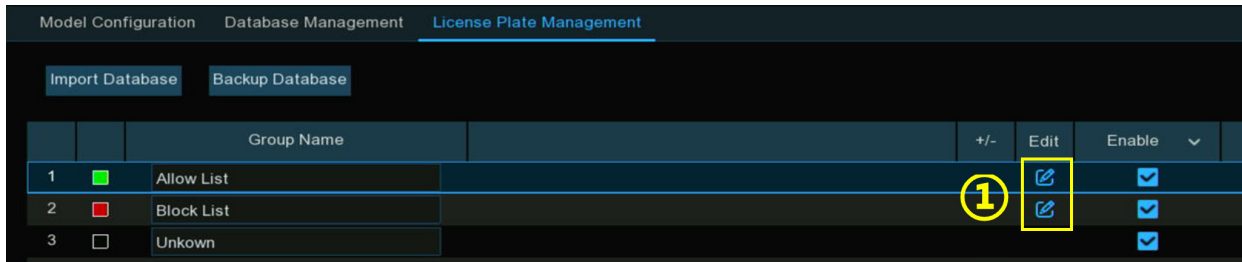 Model Configuration Database Management License Plate Management
Import Database Backup Database
Group Name +/- Edit Enable
1 Allow List
①
2 Block List
3 Unkown